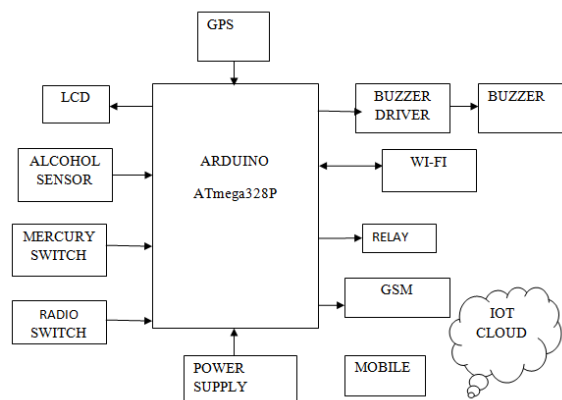 GPS
LCD
BUZZER
DRIVER
BUZZER
ARDUINO
ATmega328P
ALCOHOL
SENSOR
WI-FI
MERCURY
SWITCH
RELAY
RADIO
SWITCH
GSM
IOT
CLOUD
POWER
SUPPLY
MOBILE